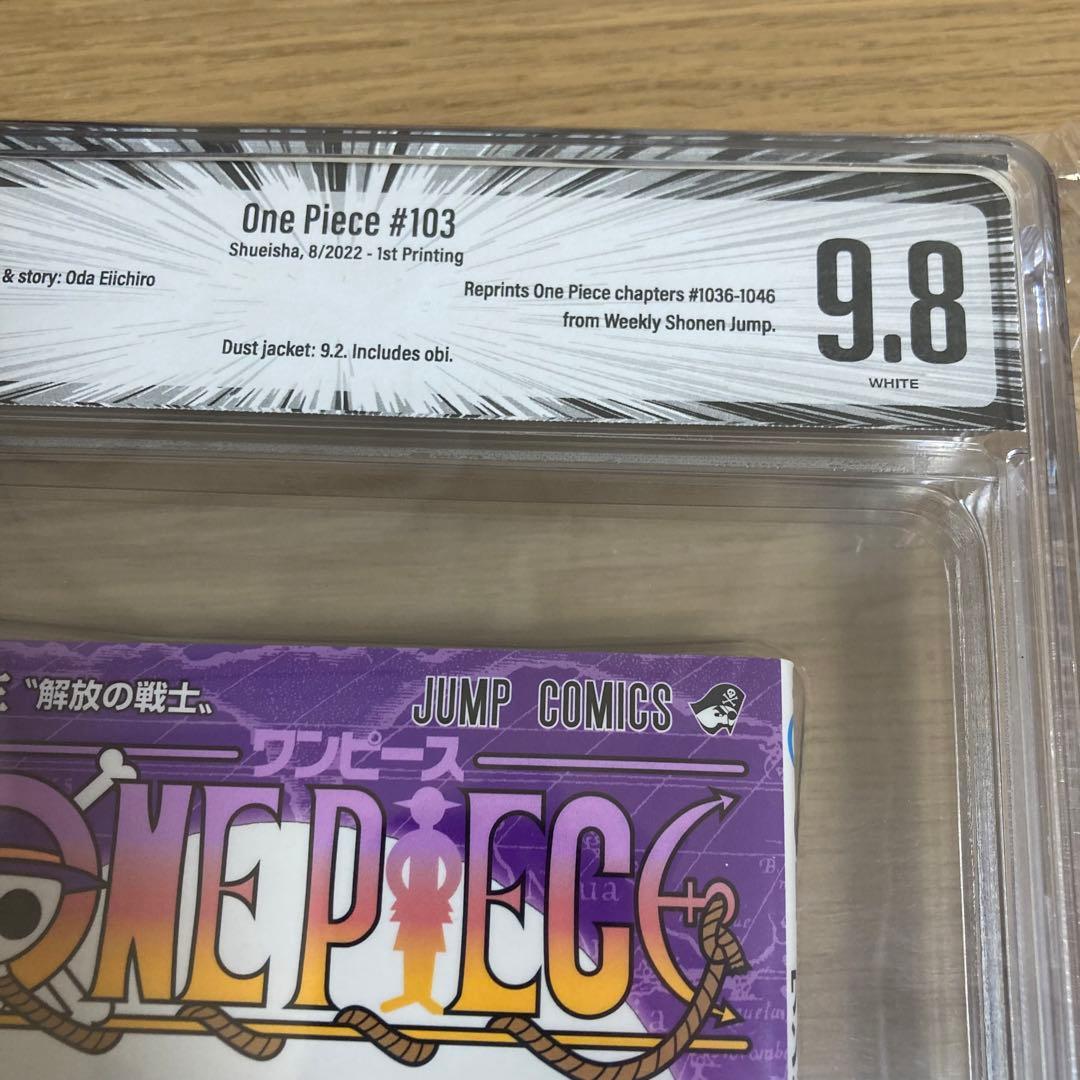 One Piece #103
Shueisha, 8/2022 - 1st Printing
& story: Oda Eiichiro
Reprints One Piece chapters #1036-1046
from Weekly Shonen Jump.
9.8
WHITE
Dust jacket: 9.2. Includes obi.
〝解放の戦士〟
JUMP COMICS
ワンピース
ONE PIECE